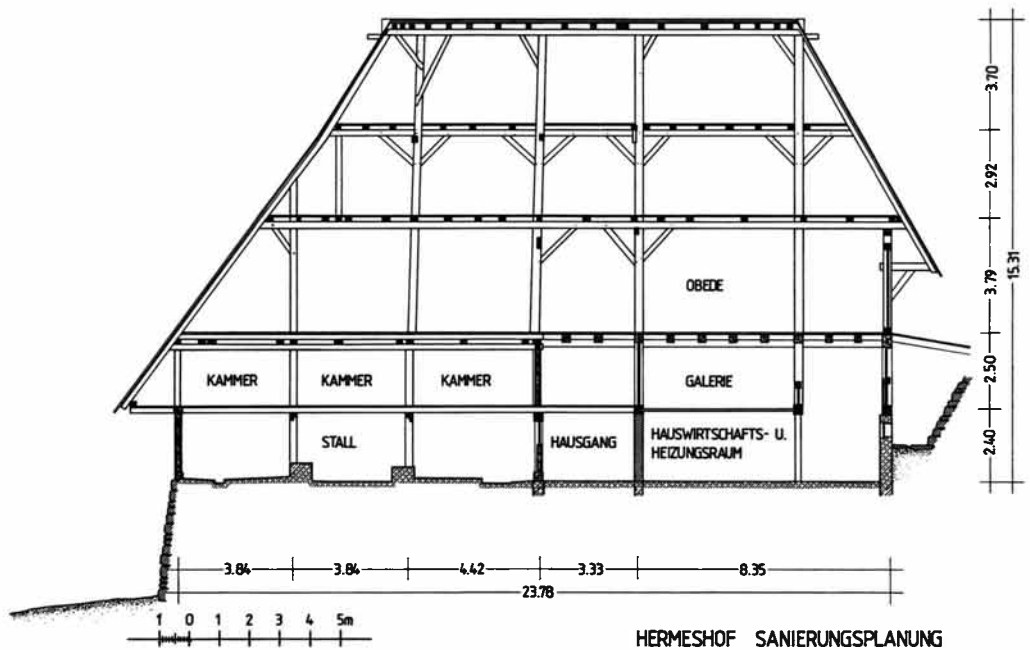 3.70
2.92
OBEDE
3.79
15.31
KAMMER KAMMER KAMMER GALERIE
2.50
STALL HAUSGANG HAUSWIRTSCHAFTS- U.
HEIZUNGSRAUM
2.40
3.84 3.84 4.42 3.33 8.35
23.78
1 0 1 2 3 4 5m
HERMESHOF SANIERUNGSPLANUNG